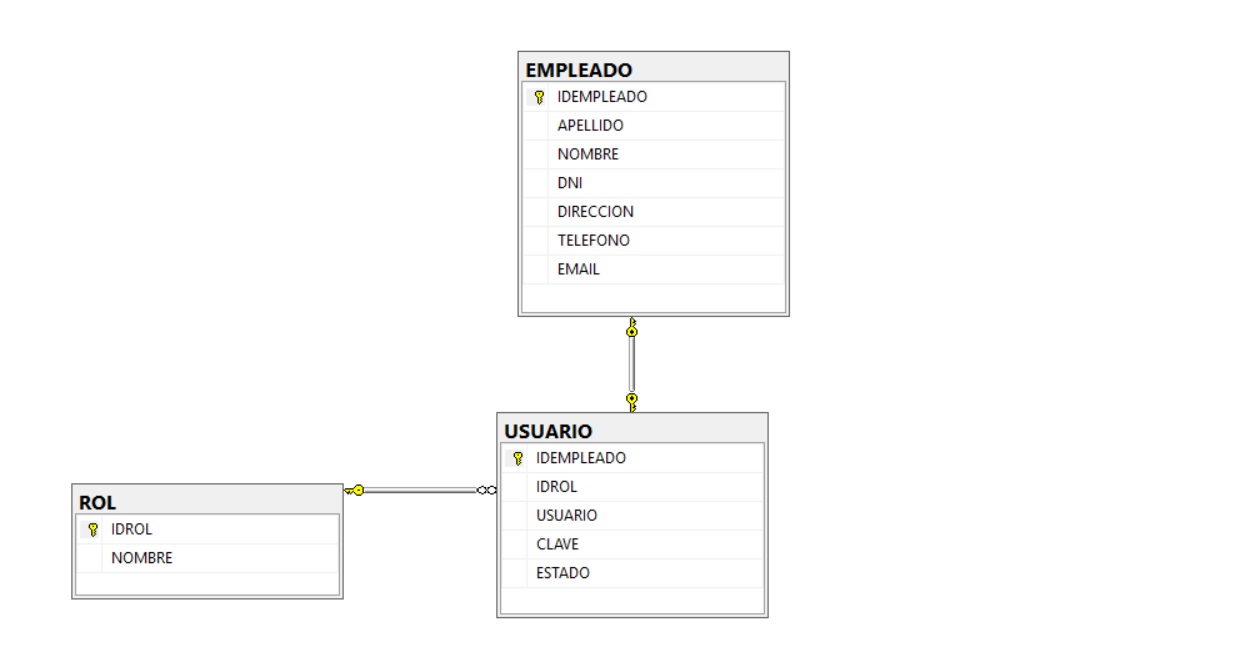 EMPLEADO
IDEMPLEADO
APELLIDO
NOMBRE
DNI
DIRECCION
TELEFONO
EMAIL
USUARIO
IDEMPLEADO
IDROL
USUARIO
CLAVE
ESTADO
ROL
IDROL
NOMBRE